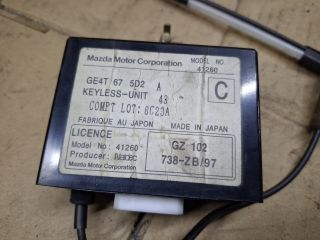 Mazda Motor Corporation
MODEL NO
41260
GE4T 67 5D2 A
KEYLESS-UNIT 43
COMPT LOT: 8C23A
C
FABRIQUE AU JAPON MADE IN JAPAN
LICENCE
Model No: 41260
Producer:
Mazda Motor Corporation
GZ 102
738-ZB/97